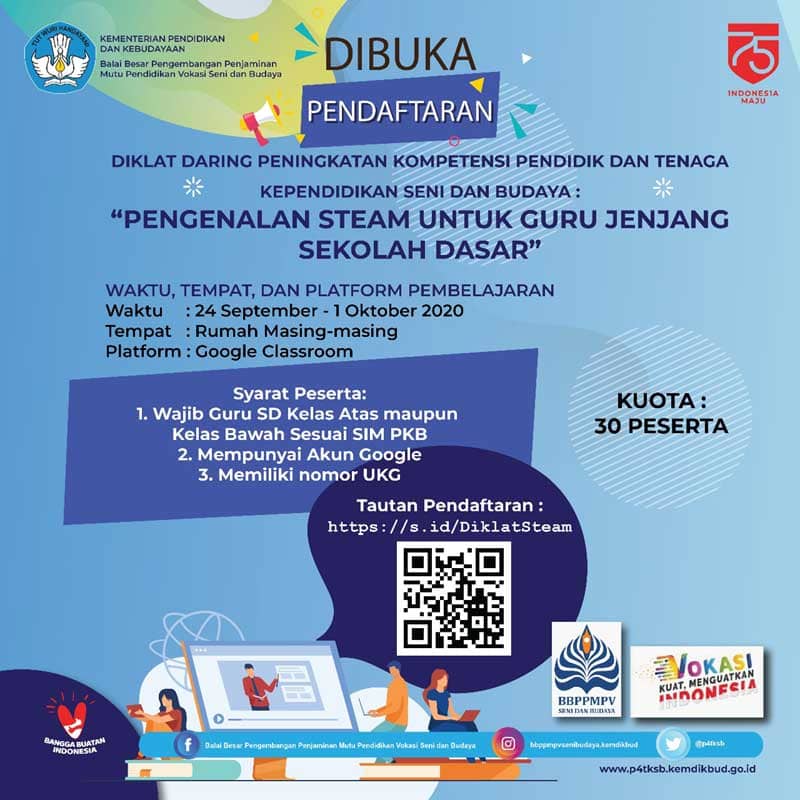 TUT WURI HANDAYANI
KEMENTERIAN PENDIDIKAN
DAN KEBUDAYAAN
Balai Besar Pengembangan Penjaminan
Mutu Pendidikan Vokasi Seni dan Budaya
DIBUKA
PENDAFTARAN
75
INDONESIA
MAJU
DIKLAT DARING PENINGKATAN KOMPETENSI PENDIDIK DAN TENAGA
KEPENDIDIKAN SENI DAN BUDAYA :
“PENGENALAN STEAM UNTUK GURU JENJANG
SEKOLAH DASAR”
WAKTU, TEMPAT, DAN PLATFORM PEMBELAJARAN
Waktu : 24 September - 1 Oktober 2020
Tempat : Rumah Masing-masing
Platform : Google Classroom
Syarat Peserta:
1. Wajib Guru SD Kelas Atas maupun
Kelas Bawah Sesuai SIM PKB
2. Mempunyai Akun Google
3. Memiliki nomor UKG
KUOTA :
30 PESERTA
Tautan Pendaftaran :
https://s.id/DiklatSteam
BBPPMPV
SENI DAN BUDAYA
VOKASI
KUAT, MENGUATKAN
INDONESIA
BANGGA BUATAN
INDONESIA
Balai Besar Pengembangan Penjaminan Mutu Pendidikan Vokasi Seni dan Budaya
bbppmpvsenibudaya.kemdikbud
@p4tksb
www.p4tksb.kemdikbud.go.id